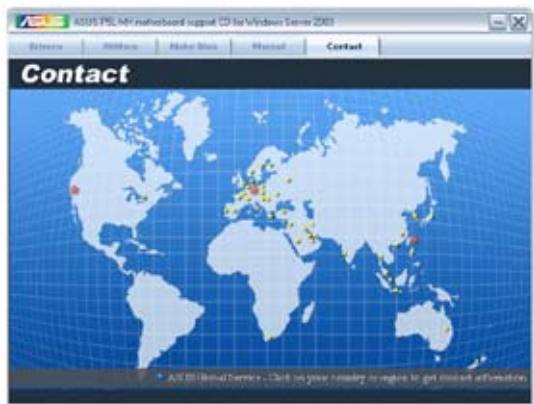 ASUS P5L-MX motherboard support CD for Windows Server 2003
Drivers Utilities Make Disk Manual Contact
Contact
ASUS Global Service - Click on your country or region to get contact information